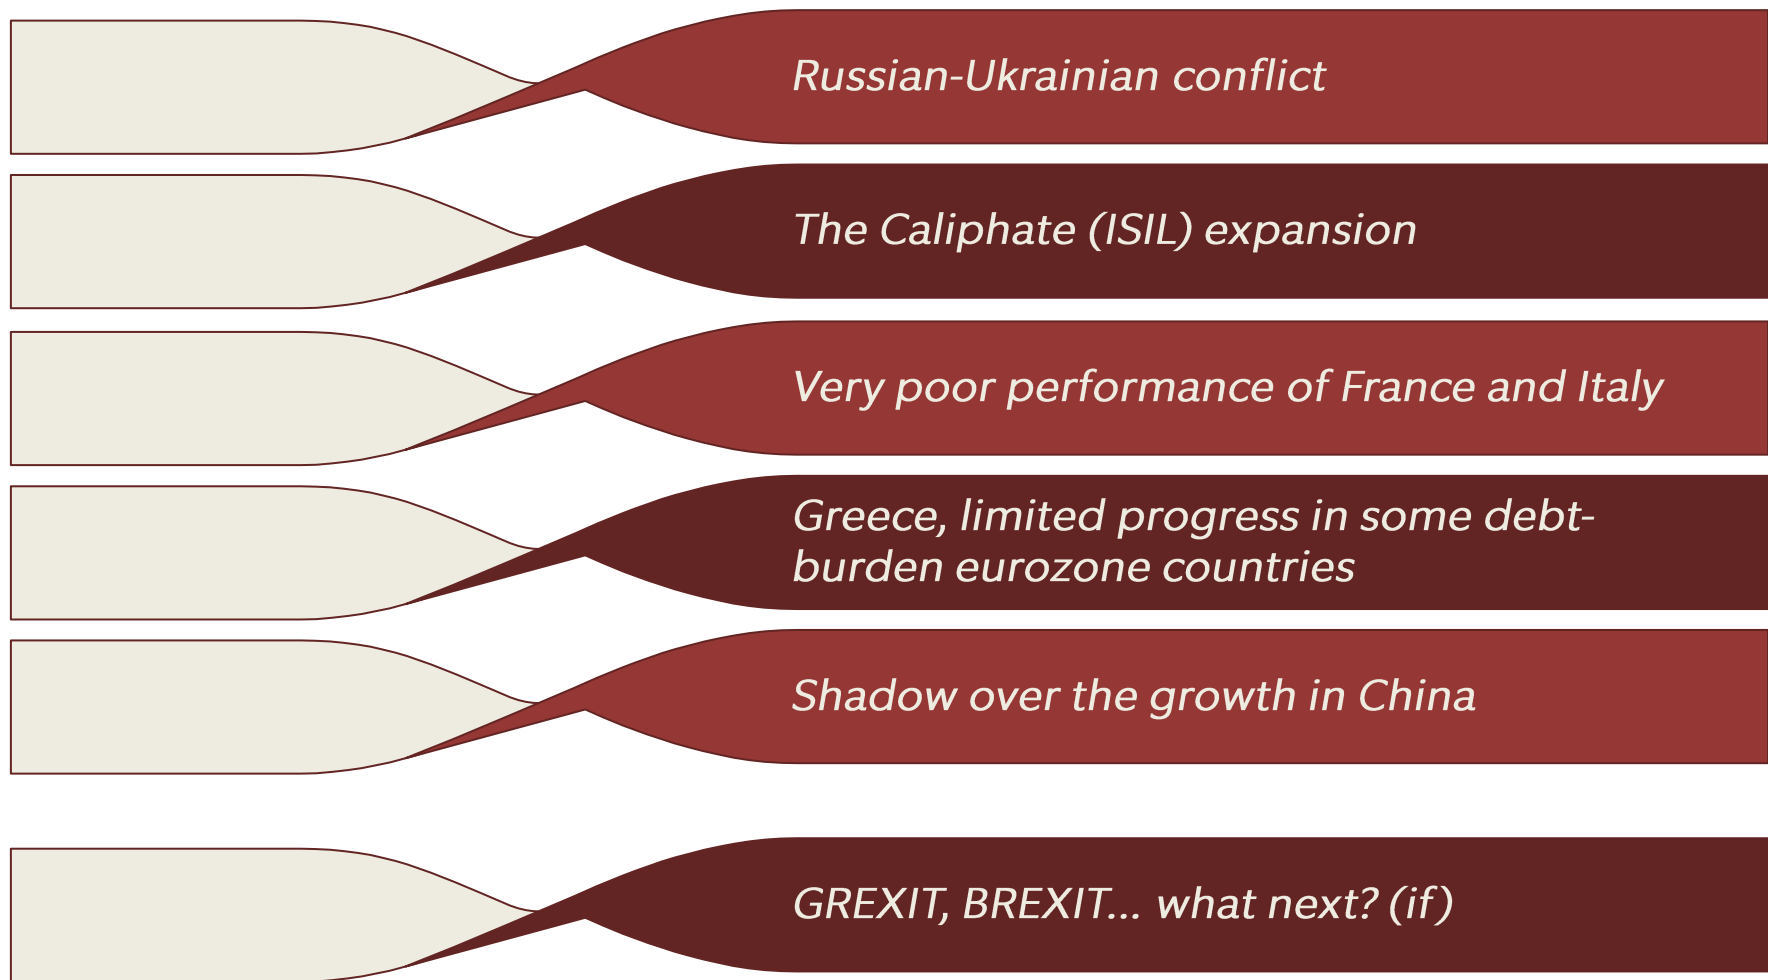 Russian-Ukrainian conflict
The Caliphate (ISIL) expansion
Very poor performance of France and Italy
Greece, limited progress in some debt-
burden eurozone countries
Shadow over the growth in China
GREXIT, BREXIT... what next? (if)